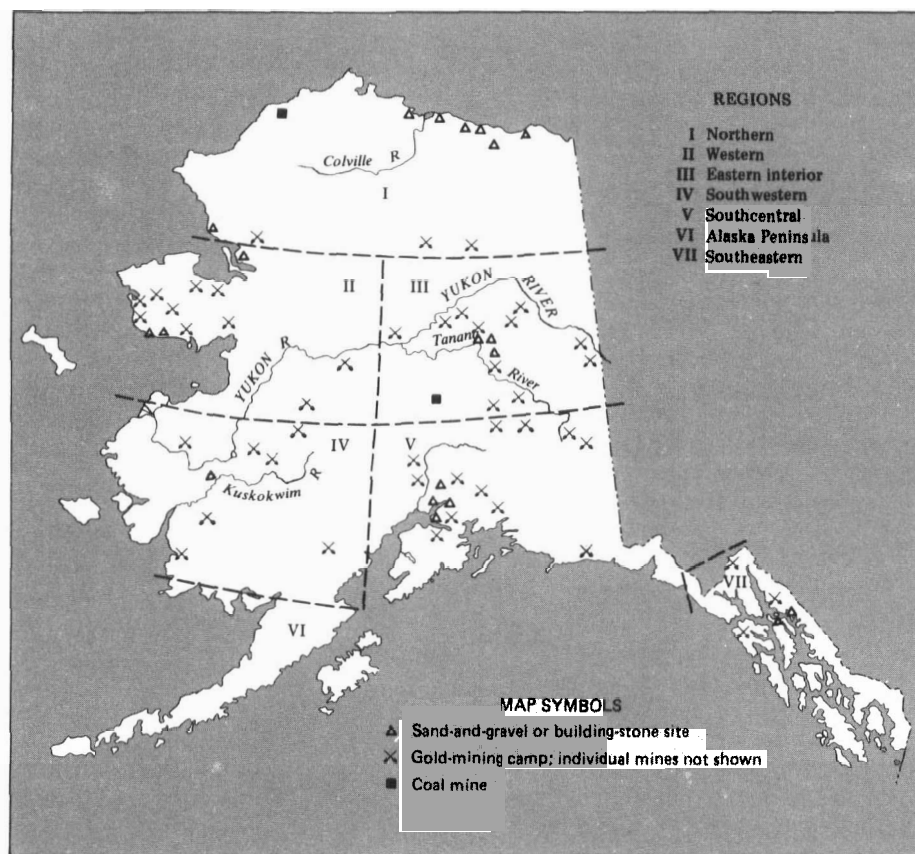 REGIONS
I Northern
II Western
III Eastern interior
IV Southwestern
V Southcentral
VI Alaska Peninsula
VII Southeastern
Colville R
I
II
III
YUKON RIVER
YUKON R
Tanana
River
IV
V
Kuskokwim R
VI
VII
MAP SYMBOLS
Sand-and-gravel or building-stone site
Gold-mining camp; individual mines not shown
Coal mine